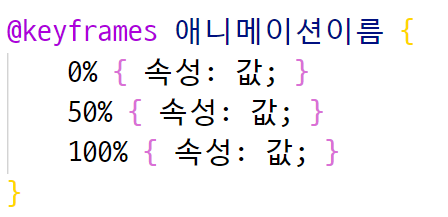 @keyframes 애니메이션이름 {
0% { 속성: 값; }
50% { 속성: 값; }
100% { 속성: 값; }
}